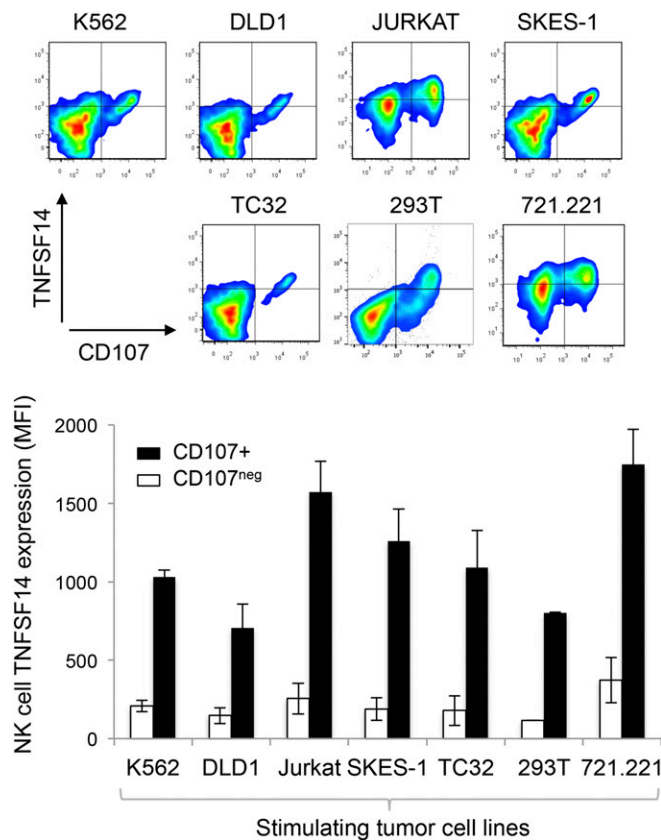 K562 DLD1 JURKAT SKES-1
TC32 293T 721.221
TNFSF14
CD107
NK cell TNFSF14 expression (MFI)
2000
1500
1000
500
0
CD107+
CD107neg
K562 DLD1 Jurkat SKES-1 TC32 293T 721.221
Stimulating tumor cell lines